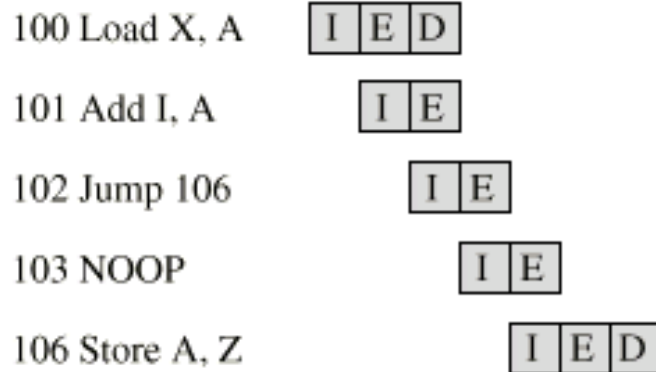 100 Load X, A I E D
101 Add I, A I E
102 Jump 106 I E
103 NOOP I E
106 Store A, Z I E D